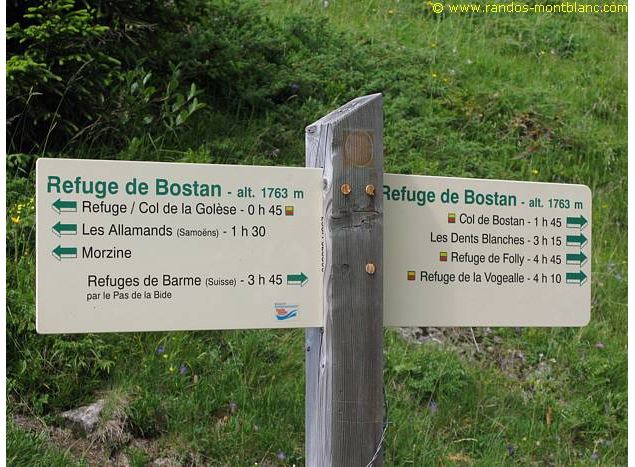 © www.randos-montblanc.com
Refuge de Bostan - alt. 1763 m
Refuge / Col de la Golèse - 0 h 45
Les Allamands (Samoëns) - 1 h 30
Morzine
Refuges de Barme (Suisse) - 3 h 45
par le Pas de la Bide
Refuge de Bostan - alt. 1763 m
Col de Bostan - 1 h 45
Les Dents Blanches - 3 h 15
Refuge de Folly - 4 h 45
Refuge de la Vogealle - 4 h 10